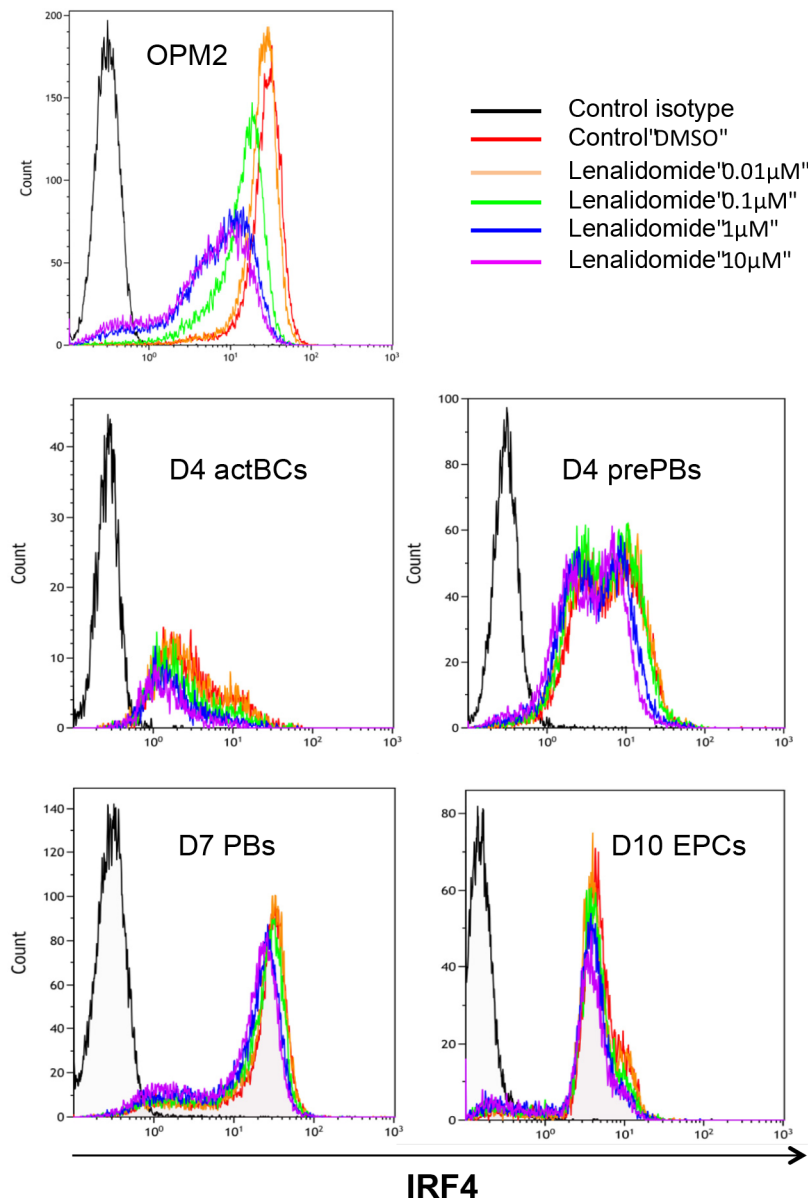 OPM2
Count
200
150
100
50
0
10⁰
10¹
10²
10³
Control isotype
Control"DMSO"
Lenalidomide"0.01µM"
Lenalidomide"0.1µM"
Lenalidomide"1µM"
Lenalidomide"10µM"
D4 actBCs
Count
40
30
20
10
0
10⁰
10¹
10²
10³
D4 prePBs
Count
100
80
60
40
20
0
10⁰
10¹
10²
10³
D7 PBs
Count
140
120
100
80
60
40
20
0
10⁰
10¹
10²
10³
D10 EPCs
Count
80
60
40
20
0
10⁰
10¹
10²
10³
IRF4